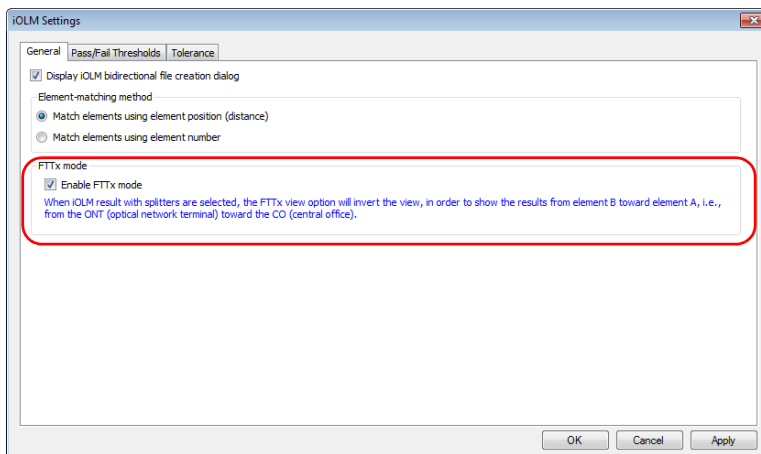 iOLM Settings
General Pass/Fail Thresholds Tolerance
Display iOLM bidirectional file creation dialog
Element-matching method
Match elements using element position (distance)
Match elements using element number
FTTx mode
Enable FTTx mode
When iOLM result with splitters are selected, the FTTx view option will invert the view, in order to show the results from element B toward element A, i.e.,
from the ONT (optical network terminal) toward the CO (central office).
OK Cancel Apply